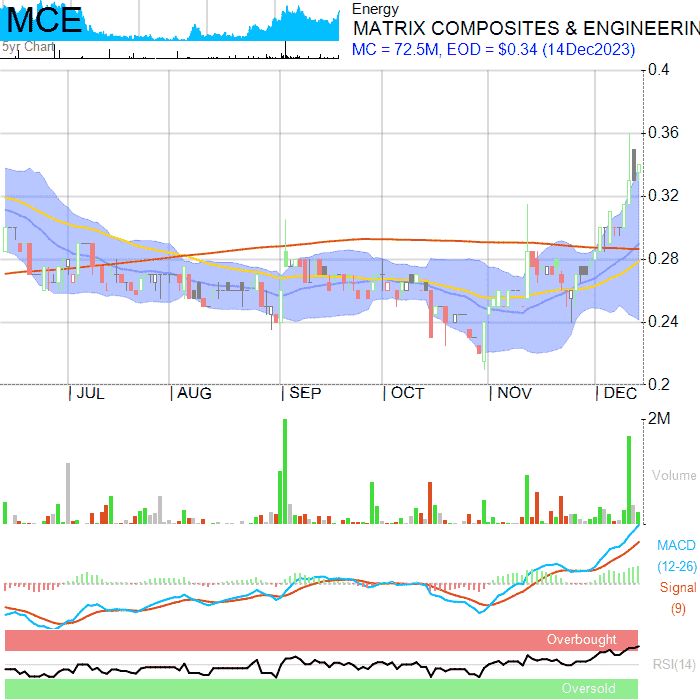 MCE
5yr Chart
Energy
MATRIX COMPOSITES & ENGINEERIN
MC = 72.5M, EOD = $0.34 (14Dec2023)
0.4
0.36
0.32
0.28
0.24
0.2
JUL AUG SEP OCT NOV DEC
2M
Volume
MACD
(12-26)
Signal
(9)
Overbought
RSI(14)
Oversold